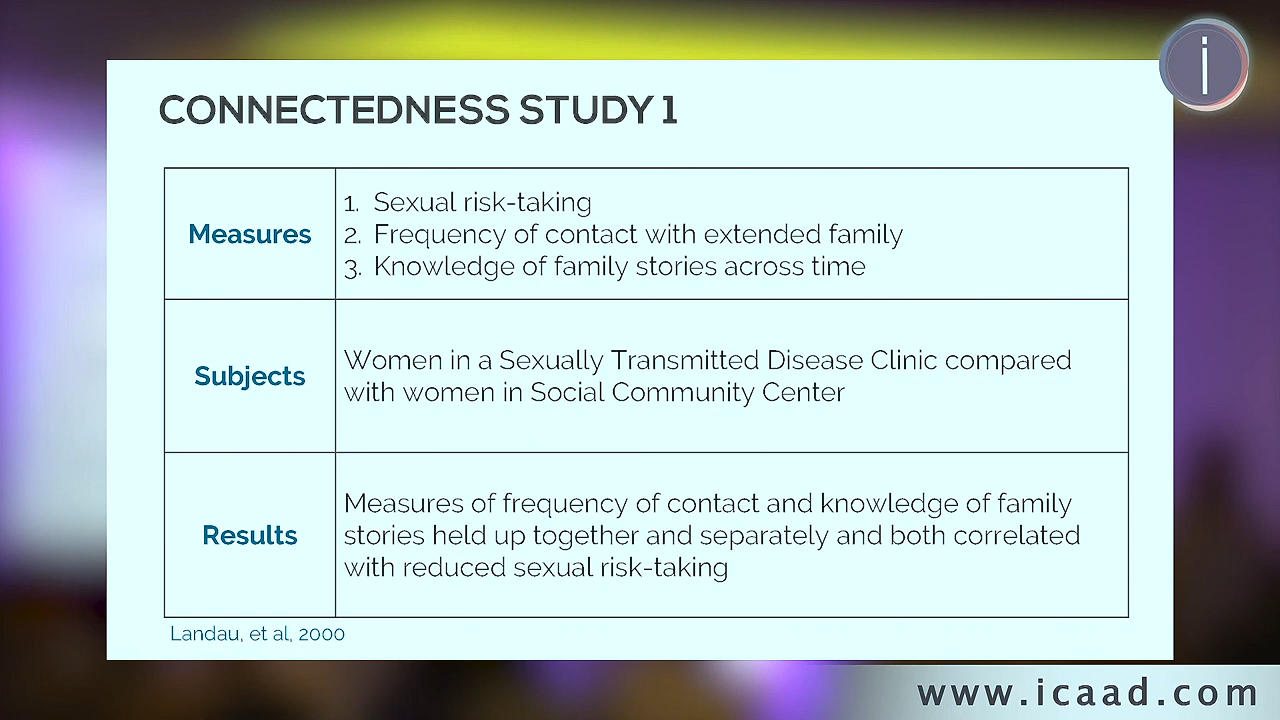 i
CONNECTEDNESS STUDY 1
Measures
1. Sexual risk-taking
2. Frequency of contact with extended family
3. Knowledge of family stories across time
Subjects
Women in a Sexually Transmitted Disease Clinic compared
with women in Social Community Center
Results
Measures of frequency of contact and knowledge of family
stories held up together and separately and both correlated
with reduced sexual risk-taking
Landau, et al, 2000
www.icaad.com